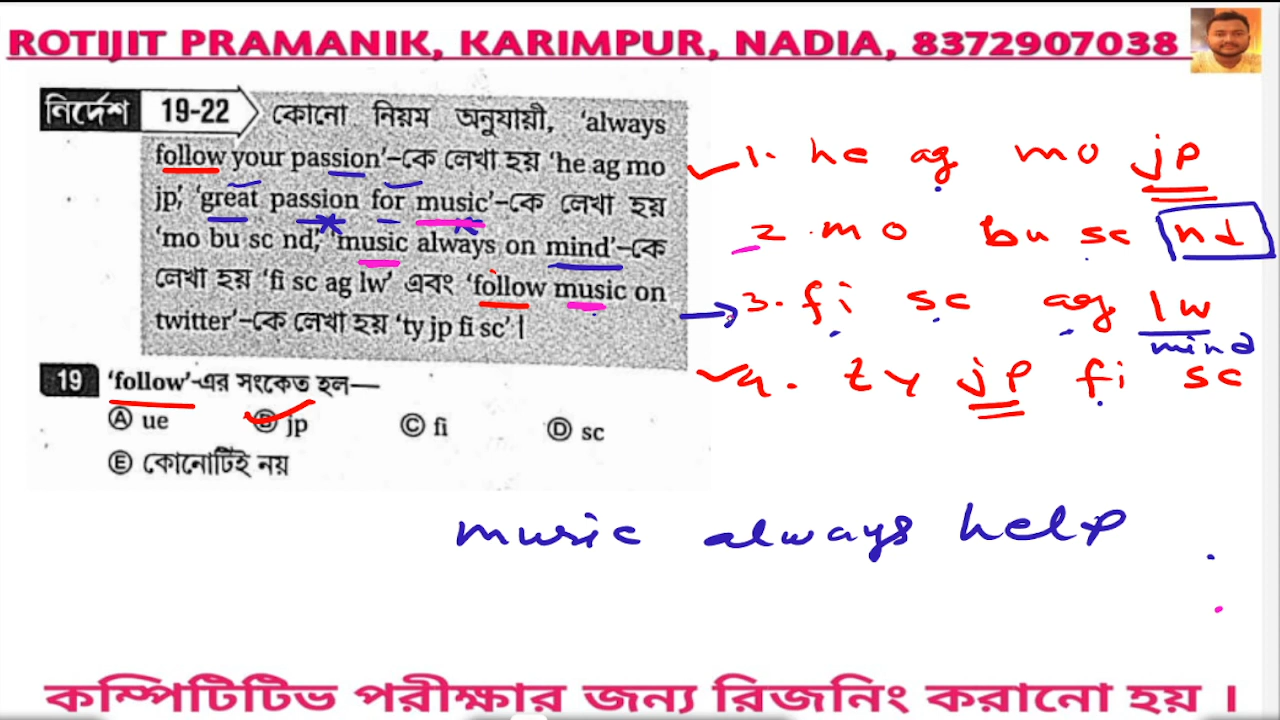 ROTIJIT PRAMANIK, KARIMPUR, NADIA, 8372907038
নির্দেশ 19-22 কোনো নিয়ম অনুযায়ী, ‘always
follow your passion’–কে লেখা হয় ‘he ag mo
jp’, ‘great passion for music’–কে লেখা হয়
‘mo bu sc nd’, ‘music always on mind’–কে
লেখা হয় ‘fi sc ag lw’ এবং ‘follow music on
twitter’–কে লেখা হয় ‘ty jp fi sc’।
19 ‘follow’-এর সংকেত হল—
Ⓐ ue Ⓑ jp Ⓒ fi Ⓓ sc
Ⓔ কোনোটিই নয়
1. he ag mo jp
2. mo bu sc nd
3. fi sc ag lw
mind
4. ty jp fi sc
music always help
কম্পিটিটিভ পরীক্ষার জন্য রিজনিং করানো হয় ।